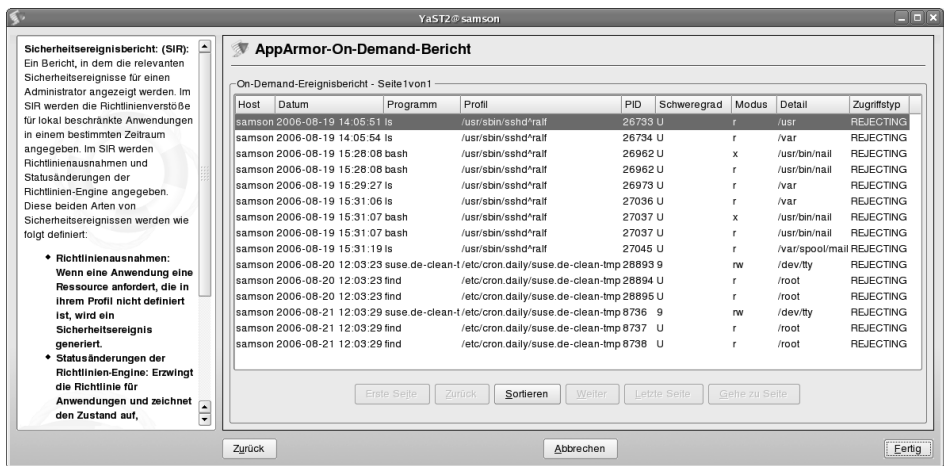 YaST2@samson
Sicherheitsereignisbericht: (SIR):
Ein Bericht, in dem die relevanten
Sicherheitsereignisse für einen
Administrator angezeigt werden. Im
SIR werden die Richtlinienverstöße
für lokal beschränkte Anwendungen
in einem bestimmten Zeitraum
angegeben. Im SIR werden
Richtlinienausnahmen und
Statusänderungen der
Richtlinien-Engine angegeben.
Diese beiden Arten von
Sicherheitsereignissen werden wie
folgt definiert:
Richtlinienausnahmen:
Wenn eine Anwendung eine
Ressource anfordert, die in
ihrem Profil nicht definiert
ist, wird ein
Sicherheitsereignis
generiert.
Statusänderungen der
Richtlinien-Engine: Erzwingt
die Richtlinie für
Anwendungen und zeichnet
den Zustand auf,
AppArmor-On-Demand-Bericht
On-Demand-Ereignisbericht - Seite1von1
Host Datum Programm Profil PID Schweregrad Modus Detail Zugriffstyp
samson 2006-08-19 14:05:51 ls /usr/sbin/sshd^ralf 26733 U r /usr REJECTING
samson 2006-08-19 14:05:54 ls /usr/sbin/sshd^ralf 26734 U r /var REJECTING
samson 2006-08-19 15:28:08 bash /usr/sbin/sshd^ralf 26962 U x /usr/bin/nail REJECTING
samson 2006-08-19 15:28:08 bash /usr/sbin/sshd^ralf 26962 U r /usr/bin/nail REJECTING
samson 2006-08-19 15:29:27 ls /usr/sbin/sshd^ralf 26973 U r /var REJECTING
samson 2006-08-19 15:31:06 ls /usr/sbin/sshd^ralf 27036 U r /var REJECTING
samson 2006-08-19 15:31:07 bash /usr/sbin/sshd^ralf 27037 U x /usr/bin/nail REJECTING
samson 2006-08-19 15:31:07 bash /usr/sbin/sshd^ralf 27037 U r /usr/bin/nail REJECTING
samson 2006-08-19 15:31:19 ls /usr/sbin/sshd^ralf 27045 U r /var/spool/mail REJECTING
samson 2006-08-20 12:03:23 suse.de-clean-t /etc/cron.daily/suse.de-clean-tmp 28893 9 rw /dev/tty REJECTING
samson 2006-08-20 12:03:23 find /etc/cron.daily/suse.de-clean-tmp 28894 U r /root REJECTING
samson 2006-08-20 12:03:23 find /etc/cron.daily/suse.de-clean-tmp 28895 U r /root REJECTING
samson 2006-08-21 12:03:29 suse.de-clean-t /etc/cron.daily/suse.de-clean-tmp 8736 9 rw /dev/tty REJECTING
samson 2006-08-21 12:03:29 find /etc/cron.daily/suse.de-clean-tmp 8737 U r /root REJECTING
samson 2006-08-21 12:03:29 find /etc/cron.daily/suse.de-clean-tmp 8738 U r /root REJECTING
Erste Seite Zurück Sortieren Weiter Letzte Seite Gehe zu Seite
Zurück Abbrechen Fertig